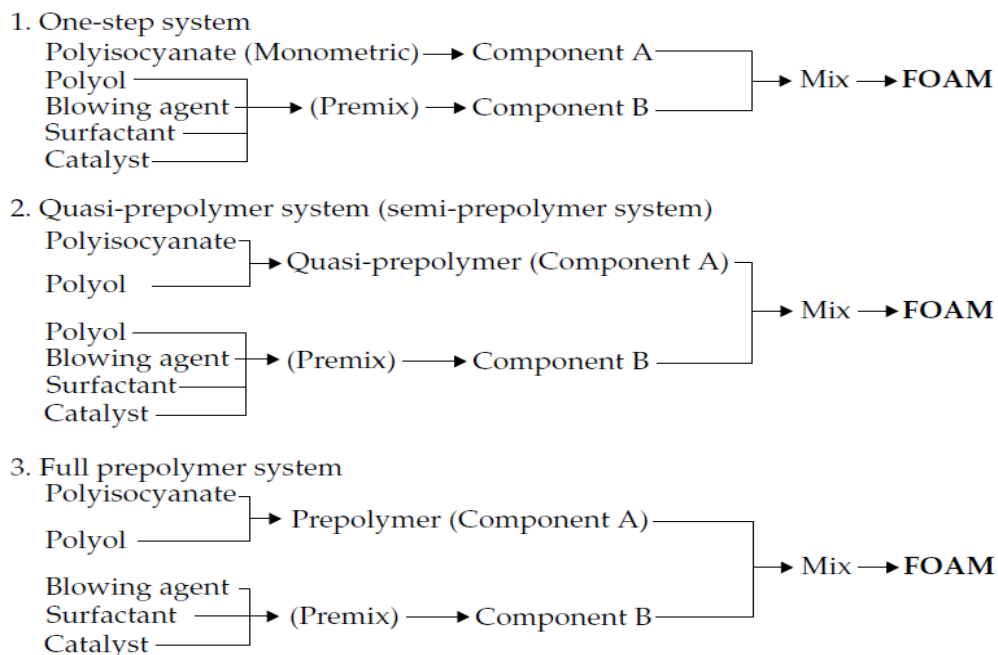 1. One-step system
Polyisocyanate (Monometric) Component A
Polyol
Mix FOAM
Blowing agent (Premix) Component B
Surfactant
Catalyst
2. Quasi-prepolymer system (semi-prepolymer system)
Polyisocyanate
Quasi-prepolymer (Component A)
Polyol
Mix FOAM
Polyol
Blowing agent (Premix) Component B
Surfactant
Catalyst
3. Full prepolymer system
Polyisocyanate
Prepolymer (Component A)
Polyol
Mix FOAM
Blowing agent
Surfactant (Premix) Component B
Catalyst